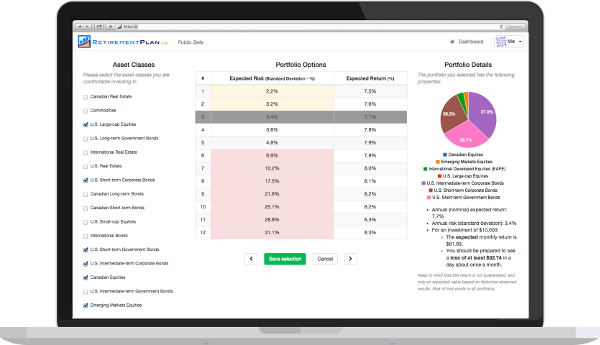 RETIREMENTPLAN.CA
Public Beta
Dashboard
Me
Asset Classes
Please select the asset classes you are
comfortable investing in.
Canadian Real Estate
Commodities
U.S. Large-cap Equities
U.S. Long-term Government Bonds
International Real Estate
U.S. Real Estate
U.S. Short-term Corporate Bonds
Canadian Long-term Bonds
Canadian Short-term Bonds
U.S. Small-cap Equities
International Bonds
U.S. Short-term Government Bonds
U.S. Intermediate-term Corporate Bonds
Canadian Equities
U.S. Intermediate-term Government Bonds
Emerging Markets Equities
Portfolio Options
# Expected Risk (Standard Deviation - %) Expected Return (%)
1 2.2% 7.5%
2 3.2% 7.6%
3 3.4% 7.7%
4 3.8% 7.8%
5 4.8% 7.9%
6 6.9% 7.9%
7 10.2% 8.0%
8 17.5% 8.1%
9 21.6% 8.2%
10 25.1% 8.2%
11 28.8% 8.3%
12 31.1% 8.3%
Save selection
Cancel
Portfolio Details
The portfolio you selected has the following
properties:
Canadian Equities
Emerging Markets Equities
International Developed Equities (EAFE)
U.S. Large-cap Equities
U.S. Intermediate-term Corporate Bonds
U.S. Short-term Corporate Bonds
U.S. Short-term Government Bonds
Annual (nominal) expected return:
7.7%
Annual risk (standard deviation): 3.4%
For an investment of $10,000:
The expected monthly return is
$61.93.
You should be prepared to see
a loss of at least $32.74 in a
day about once a month.
Keep in mind that this return is not guaranteed, and
only an expected value based on historical observed
results. Risk of loss exists in all portfolios.